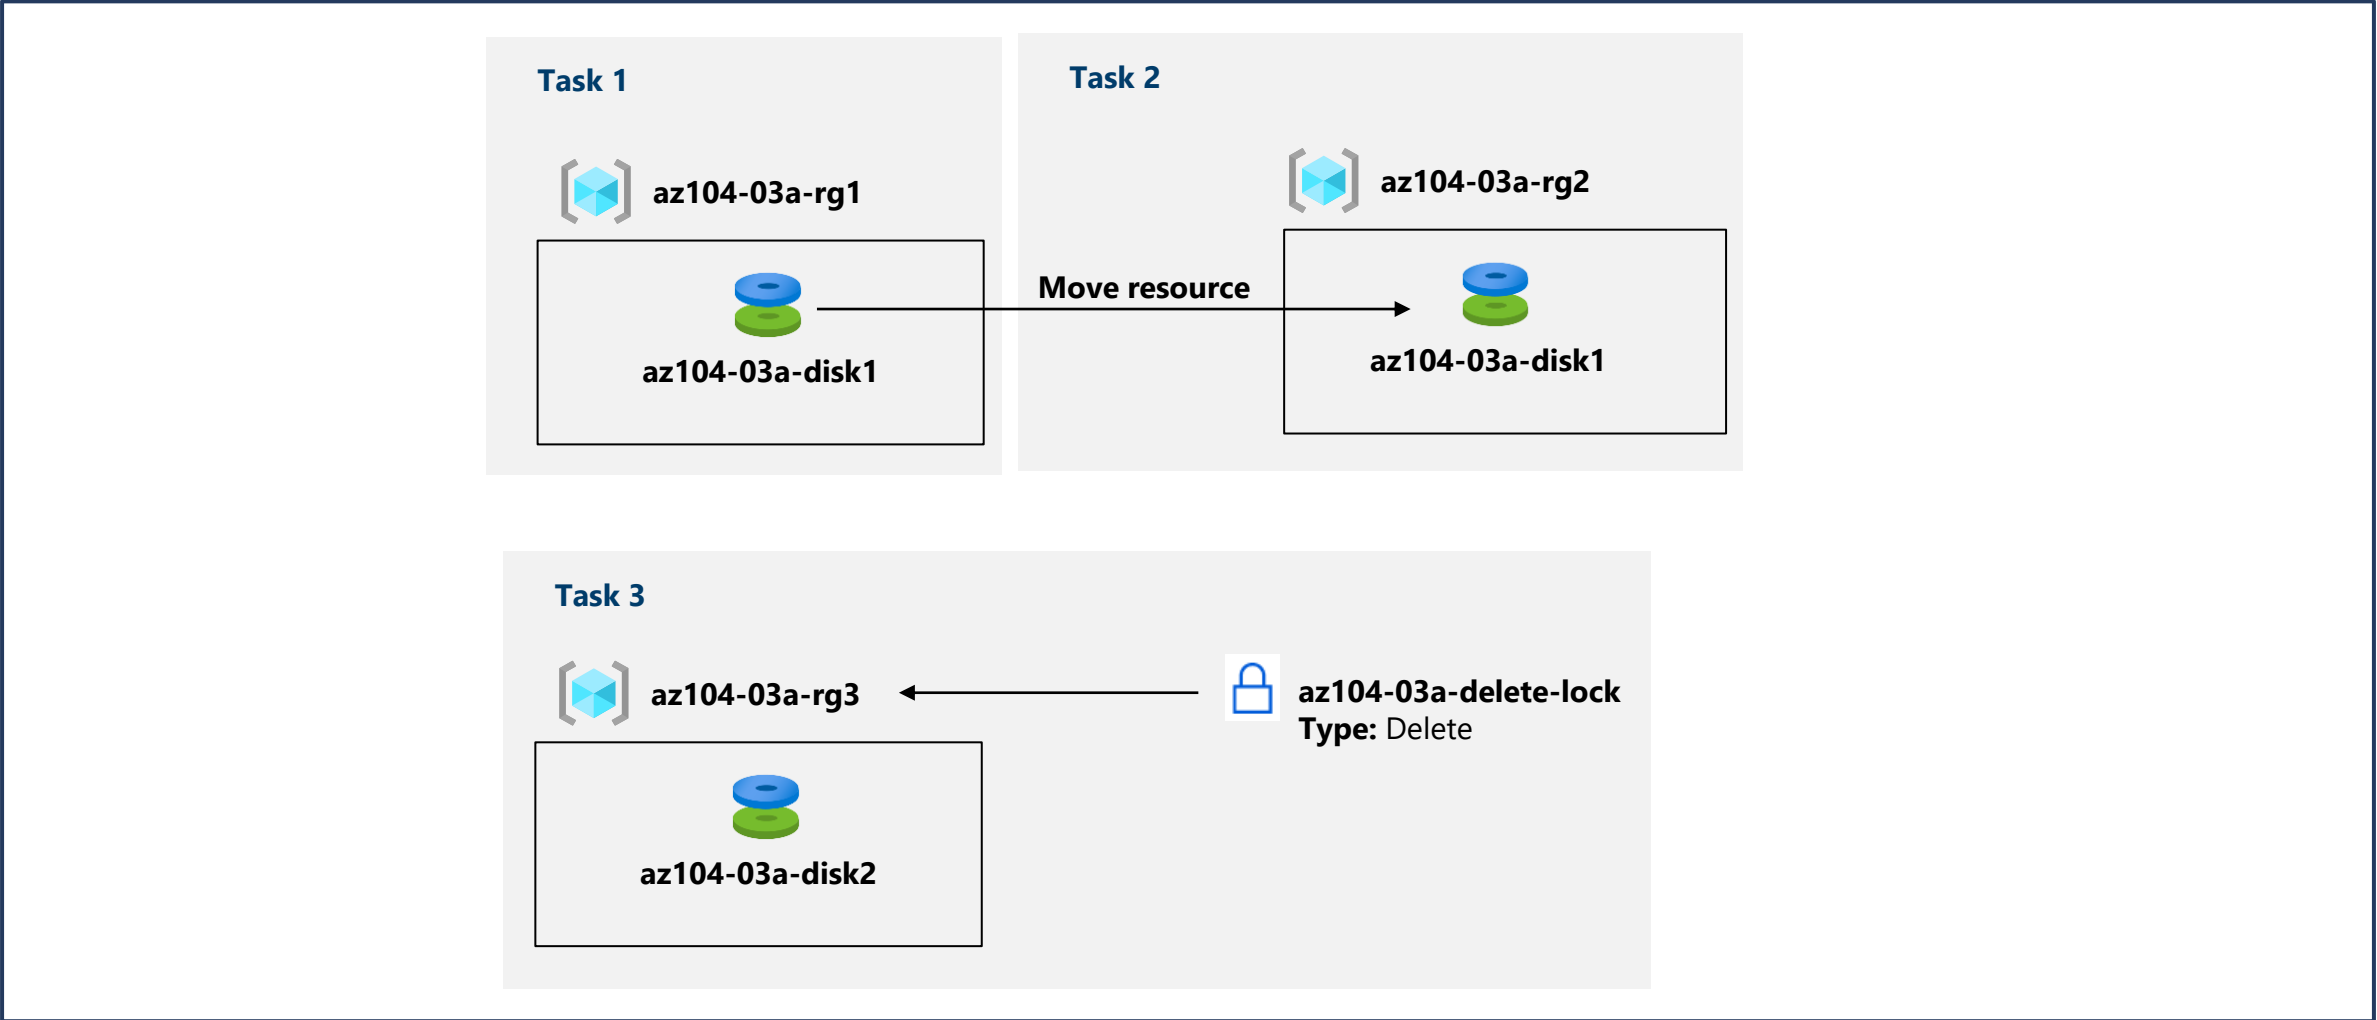 Task 1
az104-03a-rg1
az104-03a-disk1
Move resource
Task 2
az104-03a-rg2
az104-03a-disk1
Task 3
az104-03a-rg3
az104-03a-disk2
az104-03a-delete-lock
Type: Delete